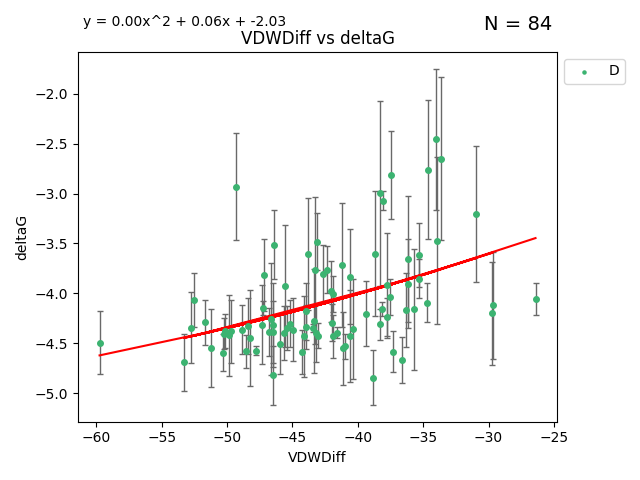 y = 0.00x^2 + 0.06x + -2.03
N = 84
VDWDiff vs deltaG
D
−2.0
−2.5
−3.0
−3.5
−4.0
−4.5
−5.0
deltaG
−60 −55 −50 −45 −40 −35 −30 −25
VDWDiff